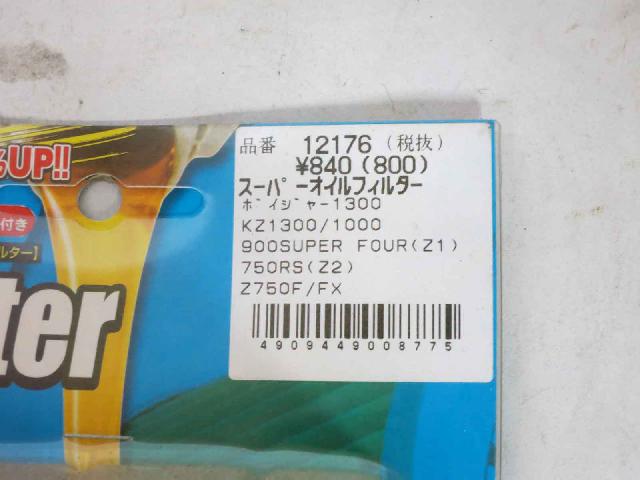 品番 12176 (税抜)
¥840(800)
スーパーオイルフィルター
ボイジャー1300
KZ1300/1000
900SUPER FOUR(Z1)
750RS(Z2)
Z750F/FX
4909449008775
%UP!!
付き
ルター】
ter